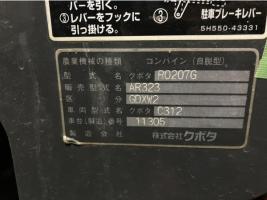 バーを引く。
③レバーをフックに
引っ掛ける。
駐車ブレーキレバー
5H550-43331
農業機械の種類 コンバイン(自脱型)
型式名 クボタ RO207G
販売型式名 AR323
区分 GDXW2
車両型式名 クボタ C312
車台(製造)番号 11305
製造会社 株式会社クボタ